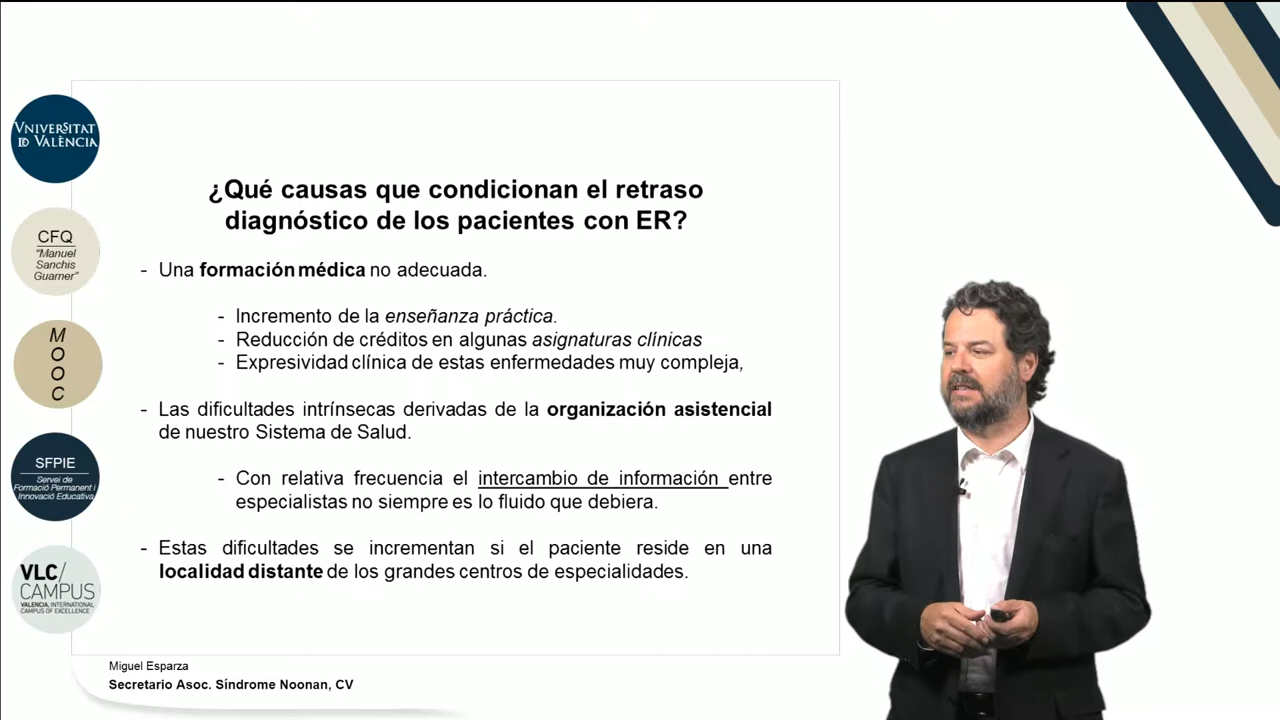 VNIVERSITAT
DE VALÈNCIA
CFQ
“Manuel
Sanchis
Guarner”
M
O
O
C
SFPIE
Servei de
Formació Permanent i
Innovació Educativa
VLC/
CAMPUS
VALENCIA, INTERNATIONAL
CAMPUS OF EXCELLENCE
¿Qué causas que condicionan el retraso
diagnóstico de los pacientes con ER?
- Una formación médica no adecuada.
- Incremento de la enseñanza práctica.
- Reducción de créditos en algunas asignaturas clínicas
- Expresividad clínica de estas enfermedades muy compleja,
- Las dificultades intrínsecas derivadas de la organización asistencial
de nuestro Sistema de Salud.
- Con relativa frecuencia el intercambio de información entre
especialistas no siempre es lo fluido que debiera.
- Estas dificultades se incrementan si el paciente reside en una
localidad distante de los grandes centros de especialidades.
Miguel Esparza
Secretario Asoc. Síndrome Noonan, CV